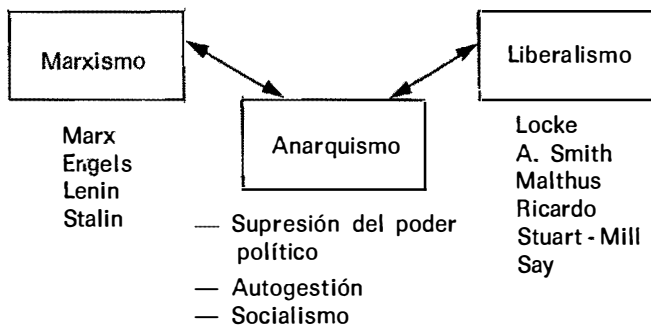 Marxismo
Marx
Engels
Lenin
Stalin
Anarquismo
— Supresión del poder
político
— Autogestión
— Socialismo
Liberalismo
Locke
A. Smith
Malthus
Ricardo
Stuart - Mill
Say